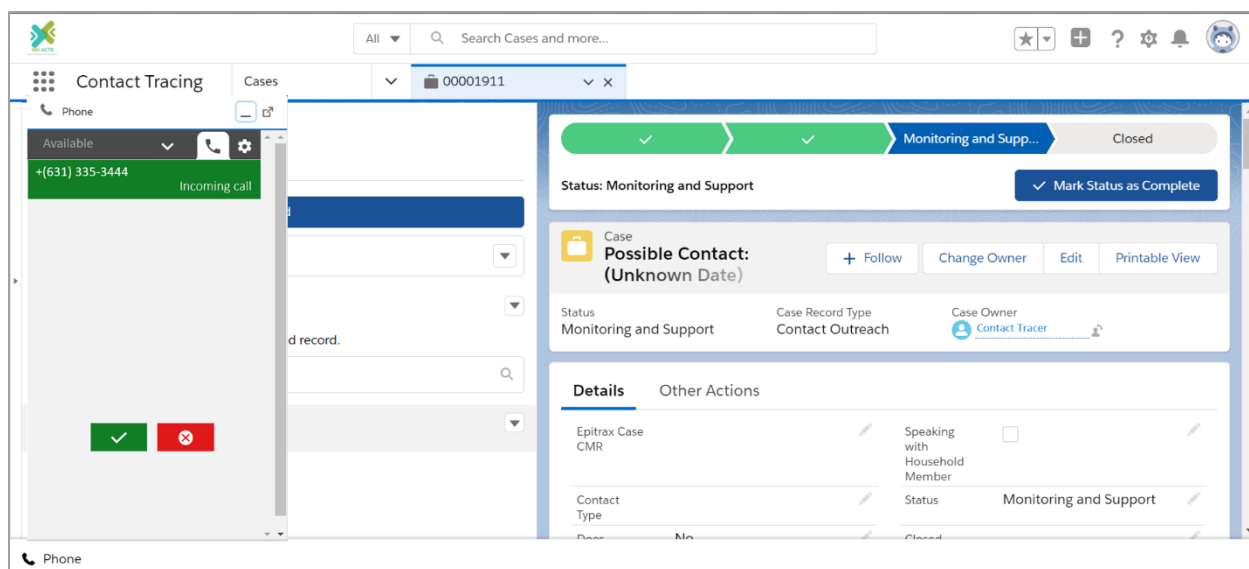 All
Search Cases and more...
Contact Tracing
Cases
00001911
Phone
Available
+(631) 335-3444
Incoming call
d
d record.
Monitoring and Supp...
Closed
Status: Monitoring and Support
Mark Status as Complete
Case
Possible Contact:
(Unknown Date)
Follow
Change Owner
Edit
Printable View
Status
Monitoring and Support
Case Record Type
Contact Outreach
Case Owner
Contact Tracer
Details
Other Actions
Epitrax Case
CMR
Speaking
with
Household
Member
Contact
Type
Status
Monitoring and Support
Does
No
Closed
Phone